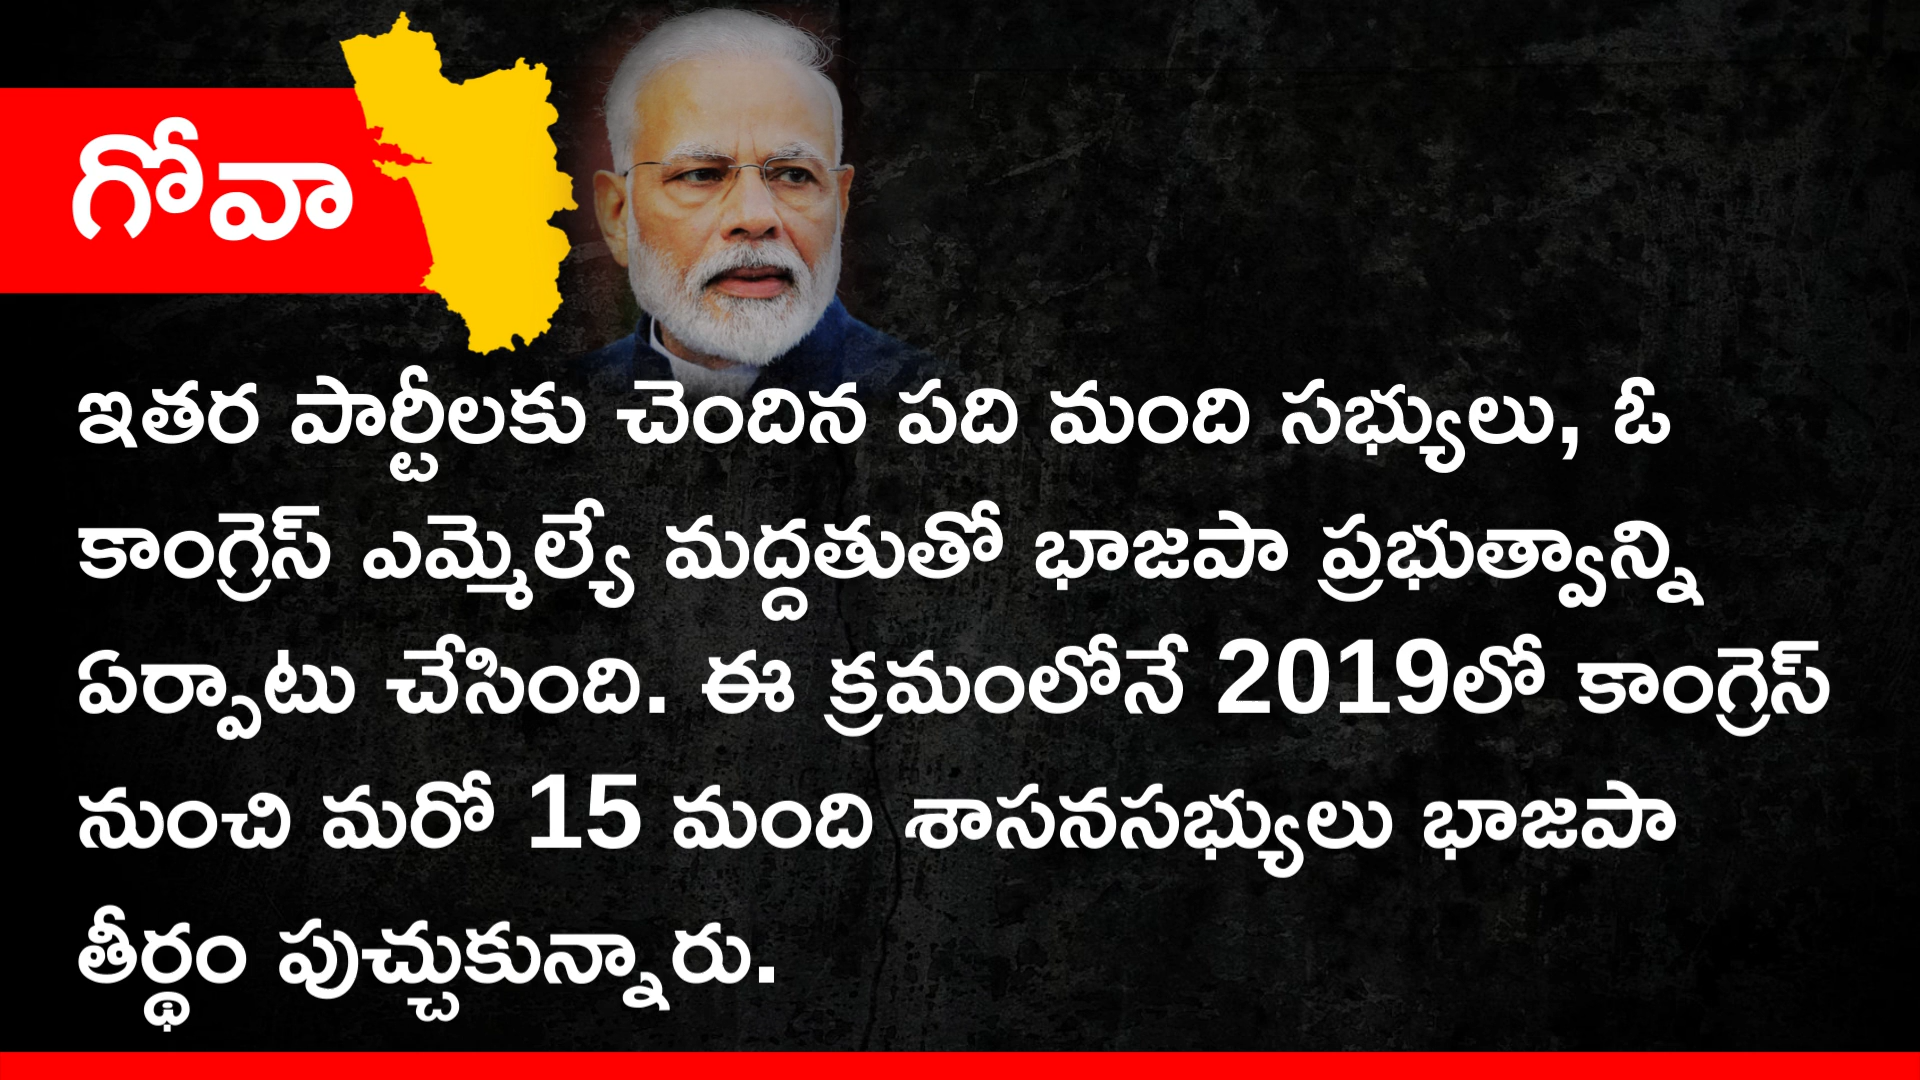 గోవా
ఇతర పార్టీలకు చెందిన పది మంది సభ్యులు, ఓ
కాంగ్రెస్ ఎమ్మెల్యే మద్దతుతో భాజపా ప్రభుత్వాన్ని
ఏర్పాటు చేసింది. ఈ క్రమంలోనే 2019లో కాంగ్రెస్
నుంచి మరో 15 మంది శాసనసభ్యులు భాజపా
తీర్థం పుచ్చుకున్నారు.